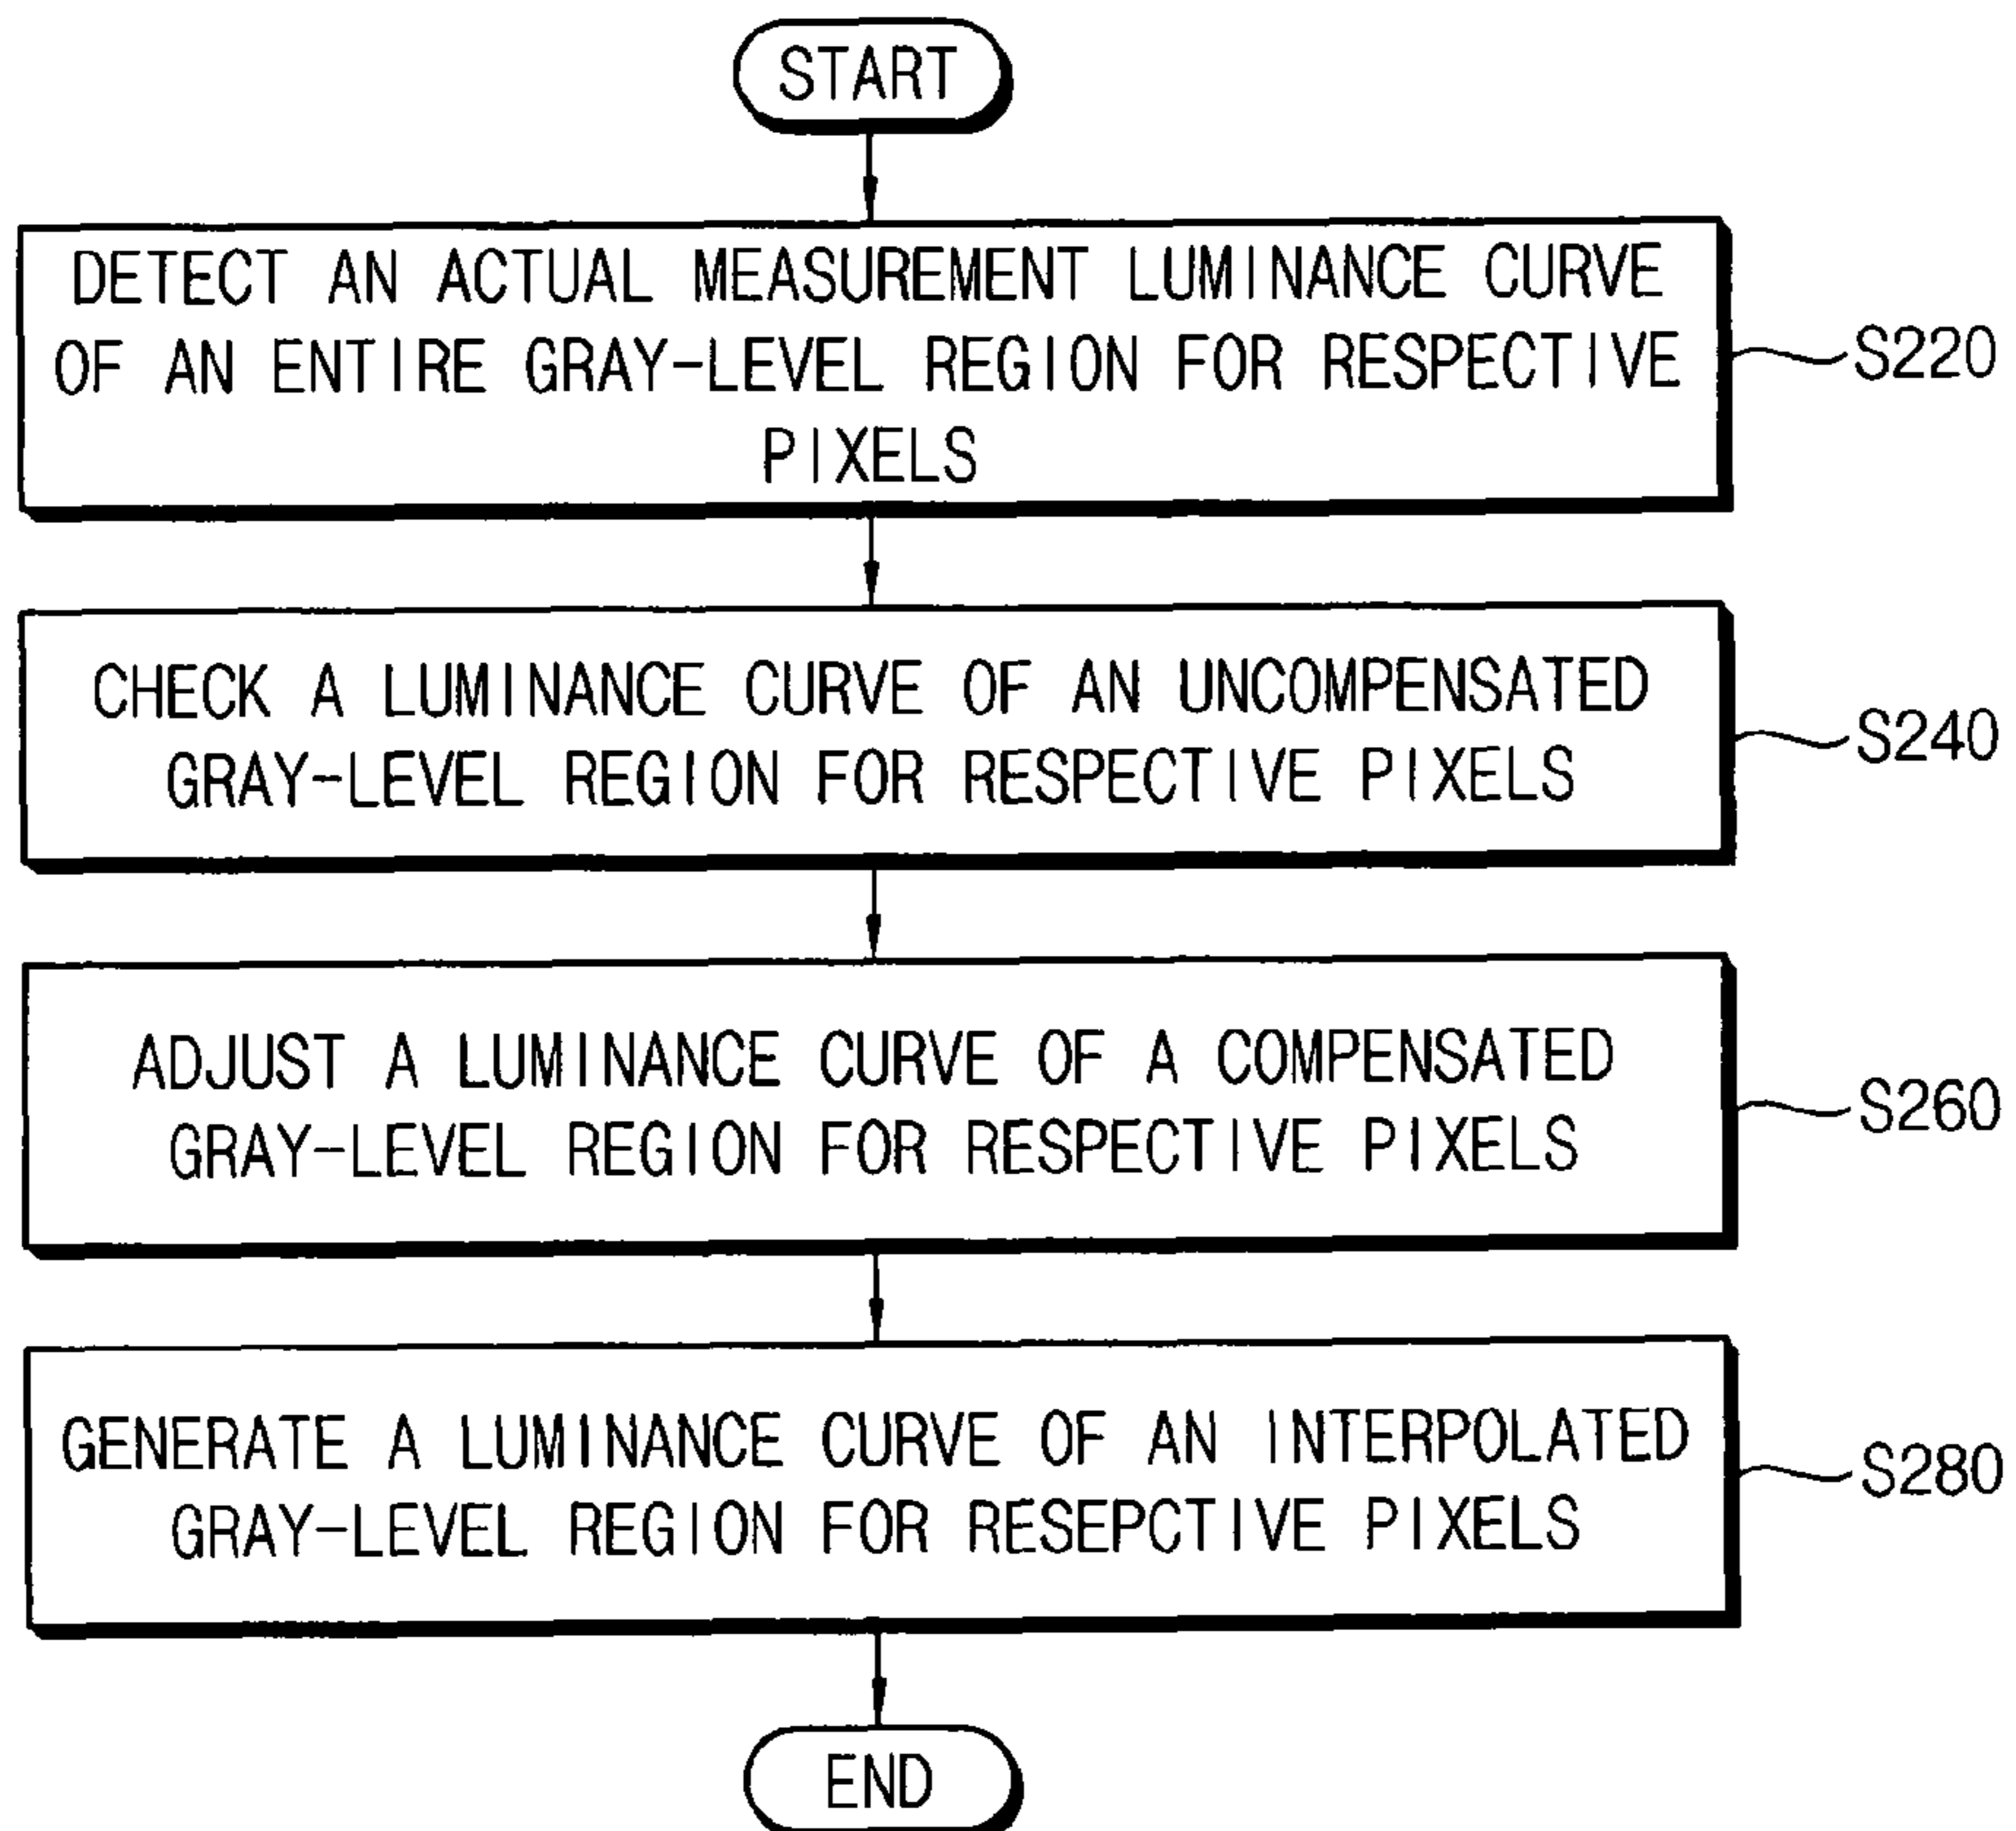 START
DETECT AN ACTUAL MEASUREMENT LUMINANCE CURVE
OF AN ENTIRE GRAY-LEVEL REGION FOR RESPECTIVE
PIXELS
S220
CHECK A LUMINANCE CURVE OF AN UNCOMPENSATED
GRAY-LEVEL REGION FOR RESPECTIVE PIXELS
S240
ADJUST A LUMINANCE CURVE OF A COMPENSATED
GRAY-LEVEL REGION FOR RESPECTIVE PIXELS
S260
GENERATE A LUMINANCE CURVE OF AN INTERPOLATED
GRAY-LEVEL REGION FOR RESEPCTIVE PIXELS
S280
END